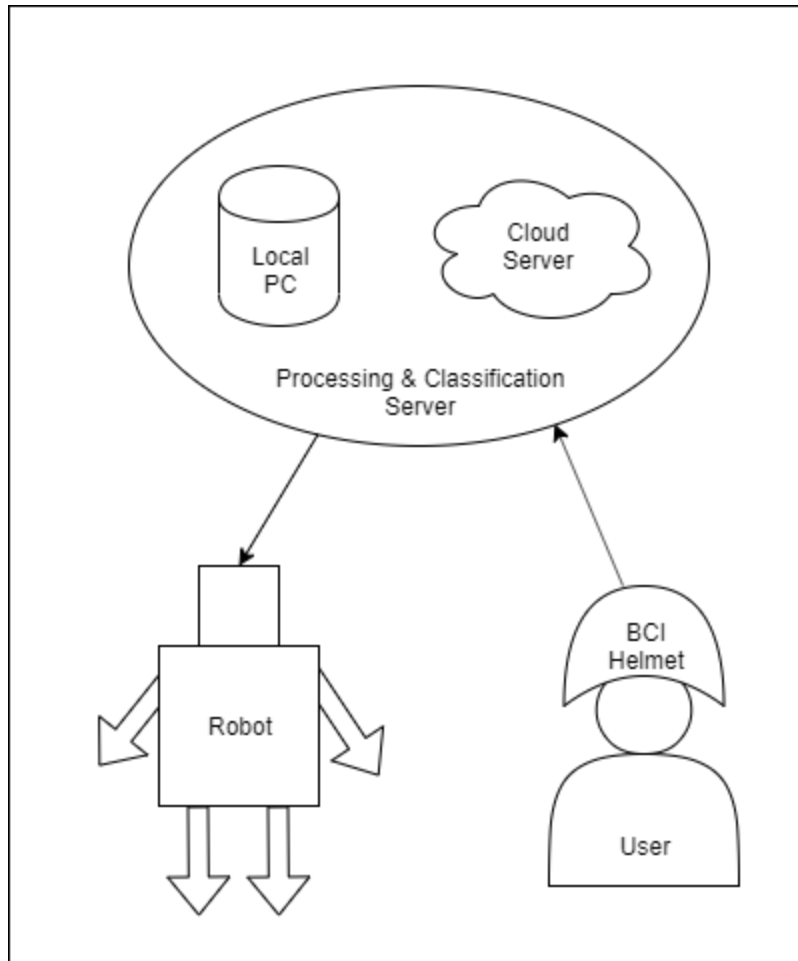 Local
PC
Cloud
Server
Processing & Classification
Server
BCI
Helmet
Robot
User